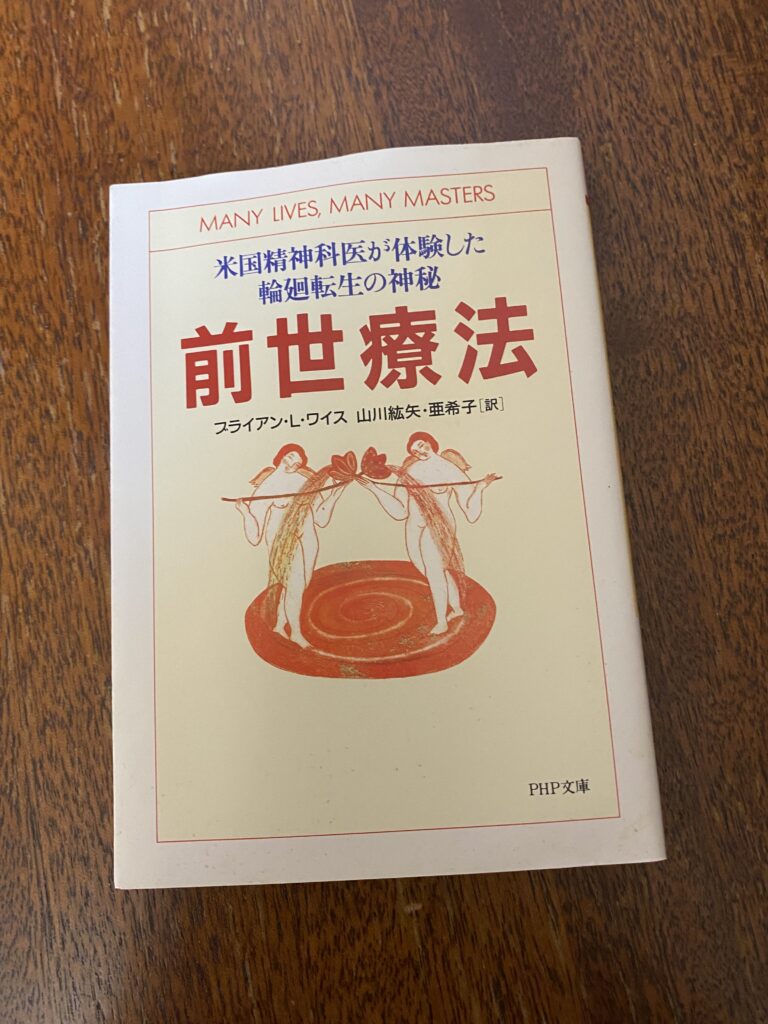 MANY LIVES, MANY MASTERS
米国精神科医が体験した
輪廻転生の神秘
前世療法
ブライアン・L・ワイス 山川紘矢・亜希子[訳]
PHP文庫